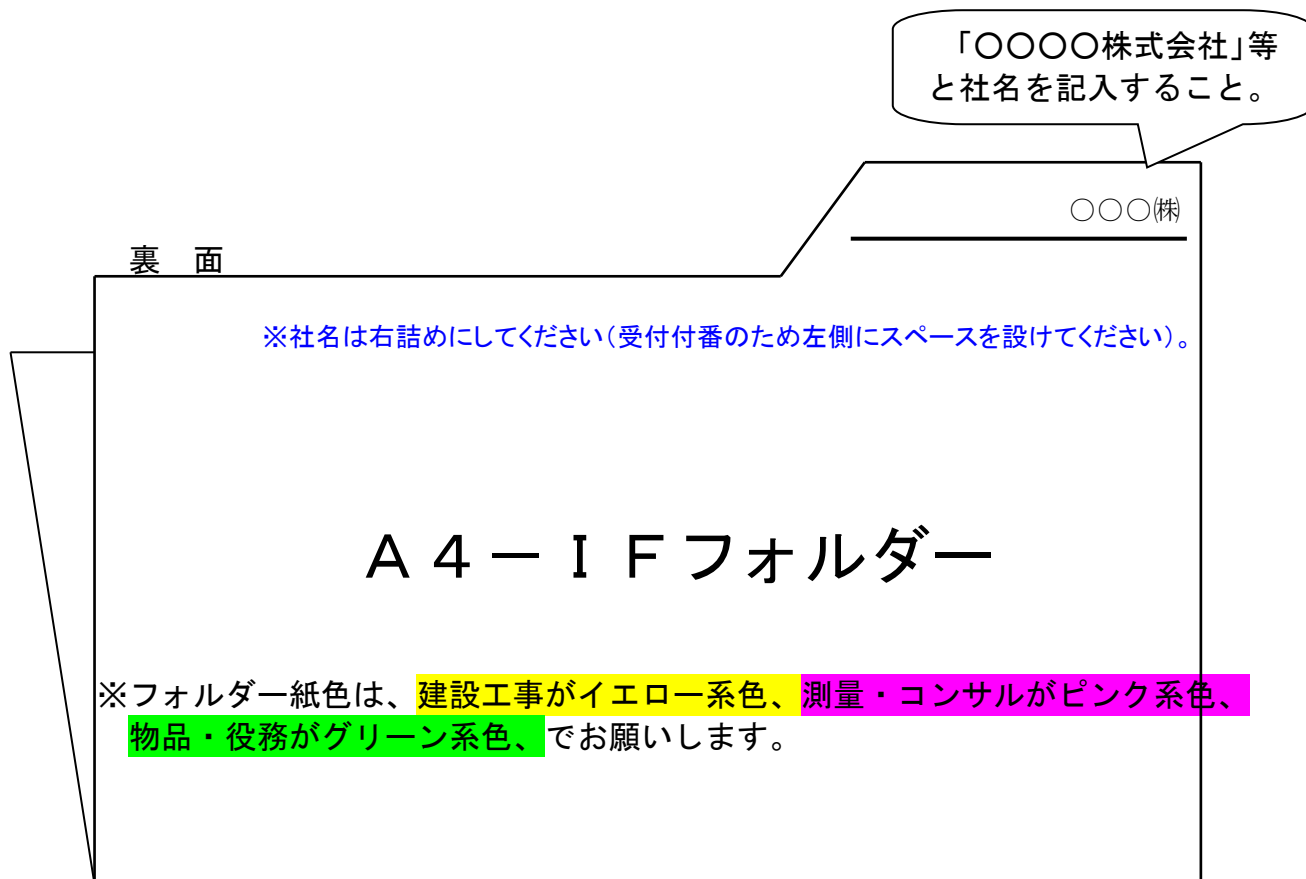 「〇〇〇〇株式会社」等
と社名を記入すること。
〇〇〇㈱
裏　面
※社名は右詰めにしてください（受付付番のため左側にスペースを設けてください）。
Ａ４－ＩＦフォルダー
※フォルダー紙色は、建設工事がイエロー系色、測量・コンサルがピンク系色、
物品・役務がグリーン系色、でお願いします。